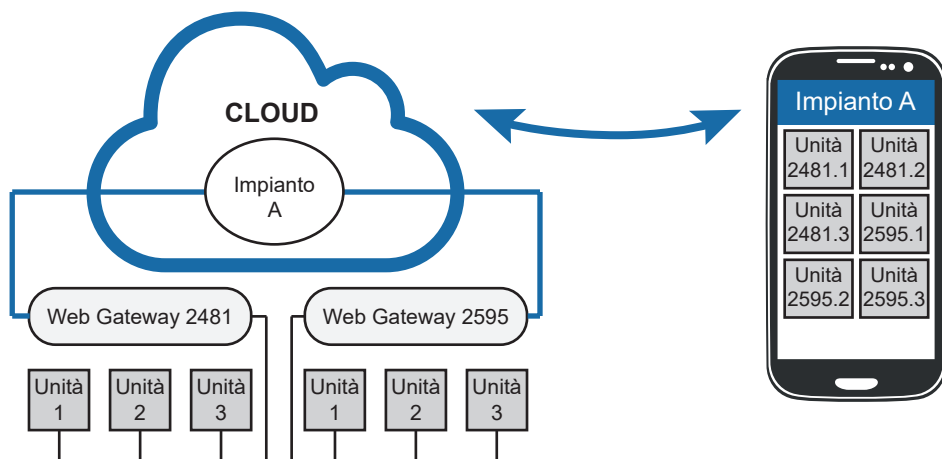 CLOUD
Impianto
A
Web Gateway 2481
Web Gateway 2595
Unità
1
Unità
2
Unità
3
Unità
1
Unità
2
Unità
3
Impianto A
Unità
2481.1
Unità
2481.2
Unità
2481.3
Unità
2595.1
Unità
2595.2
Unità
2595.3